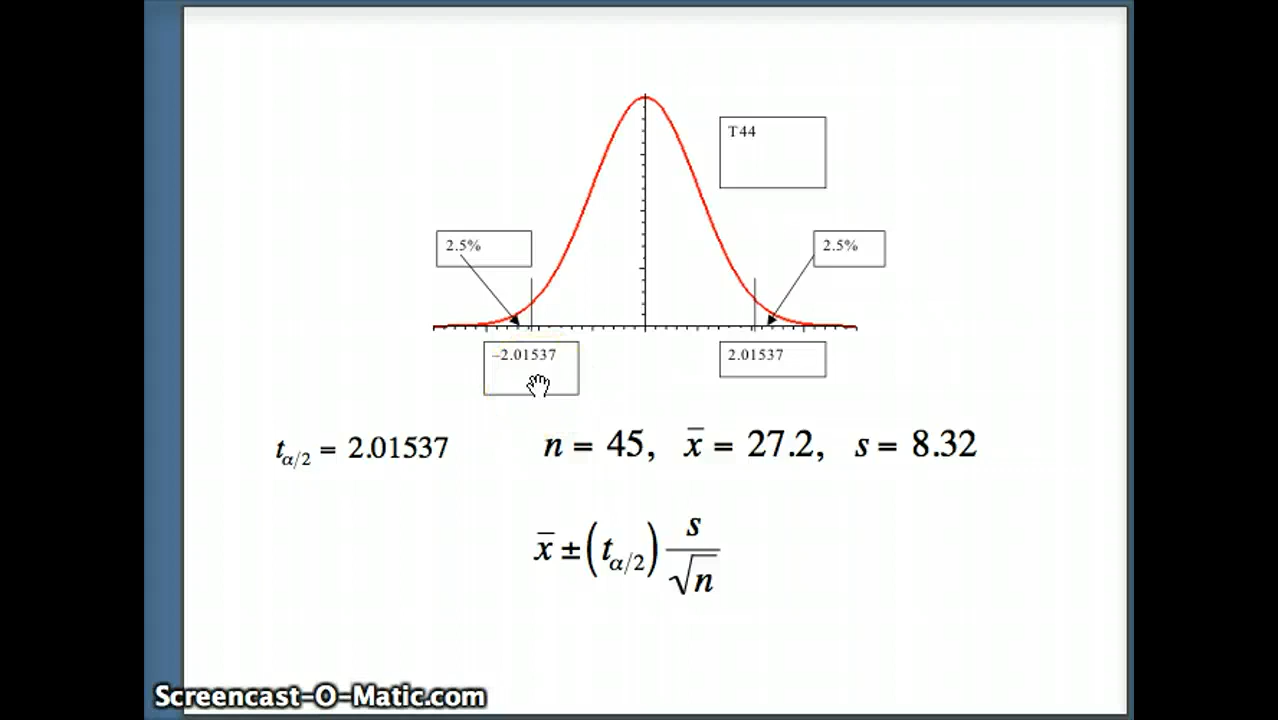 T44
2.5%
2.5%
−2.01537
2.01537
t_{α/2} = 2.01537
n = 45, x̄ = 27.2, s = 8.32
x̄ ± (t_{α/2}) s/√n
Screencast-O-Matic.com